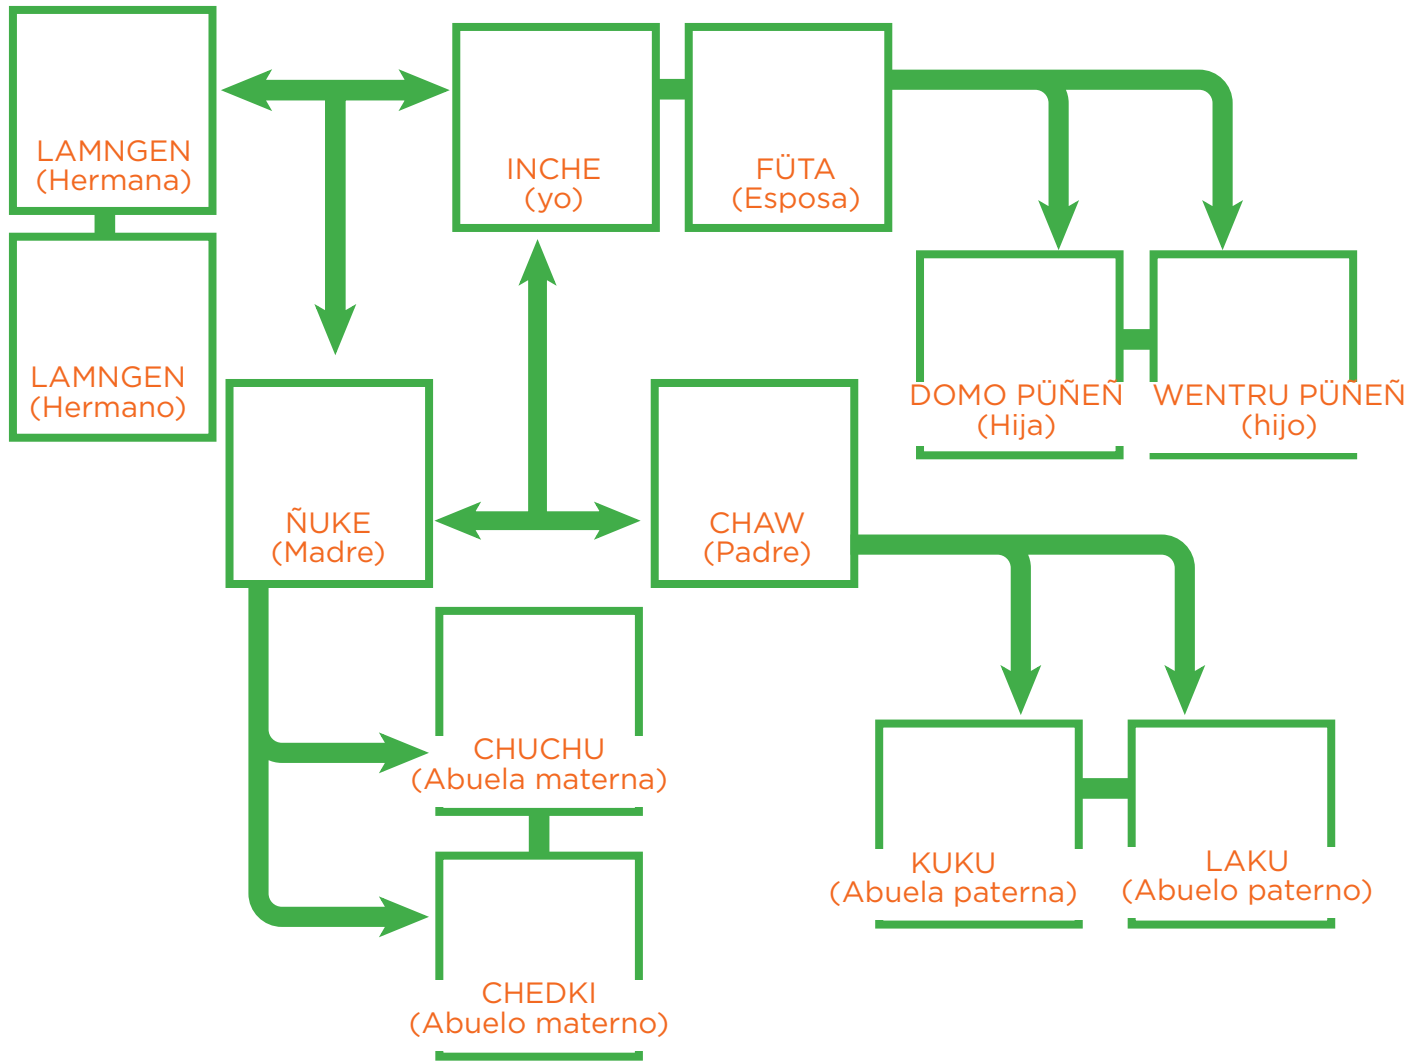 LAMNGEN
(Hermana)
INCHE
(yo)
FÜTA
(Esposa)
LAMNGEN
(Hermano)
DOMO PÜÑEÑ
(Hija)
WENTRU PÜÑEÑ
(hijo)
ÑUKE
(Madre)
CHAW
(Padre)
CHUCHU
(Abuela materna)
KUKU
(Abuela paterna)
LAKU
(Abuelo paterno)
CHEDKI
(Abuelo materno)